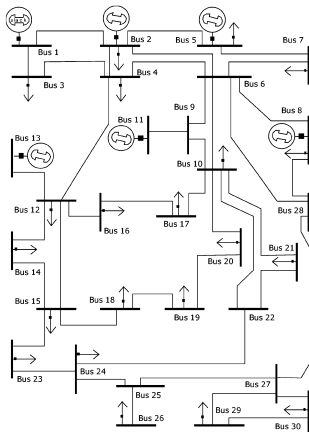 Bus 1
Bus 2
Bus 5
Bus 7
Bus 3
Bus 4
Bus 6
Bus 9
Bus 8
Bus 11
Bus 13
Bus 10
Bus 12
Bus 28
Bus 16
Bus 17
Bus 21
Bus 20
Bus 14
Bus 15
Bus 18
Bus 19
Bus 22
Bus 23
Bus 24
Bus 25
Bus 27
Bus 26
Bus 29
Bus 30